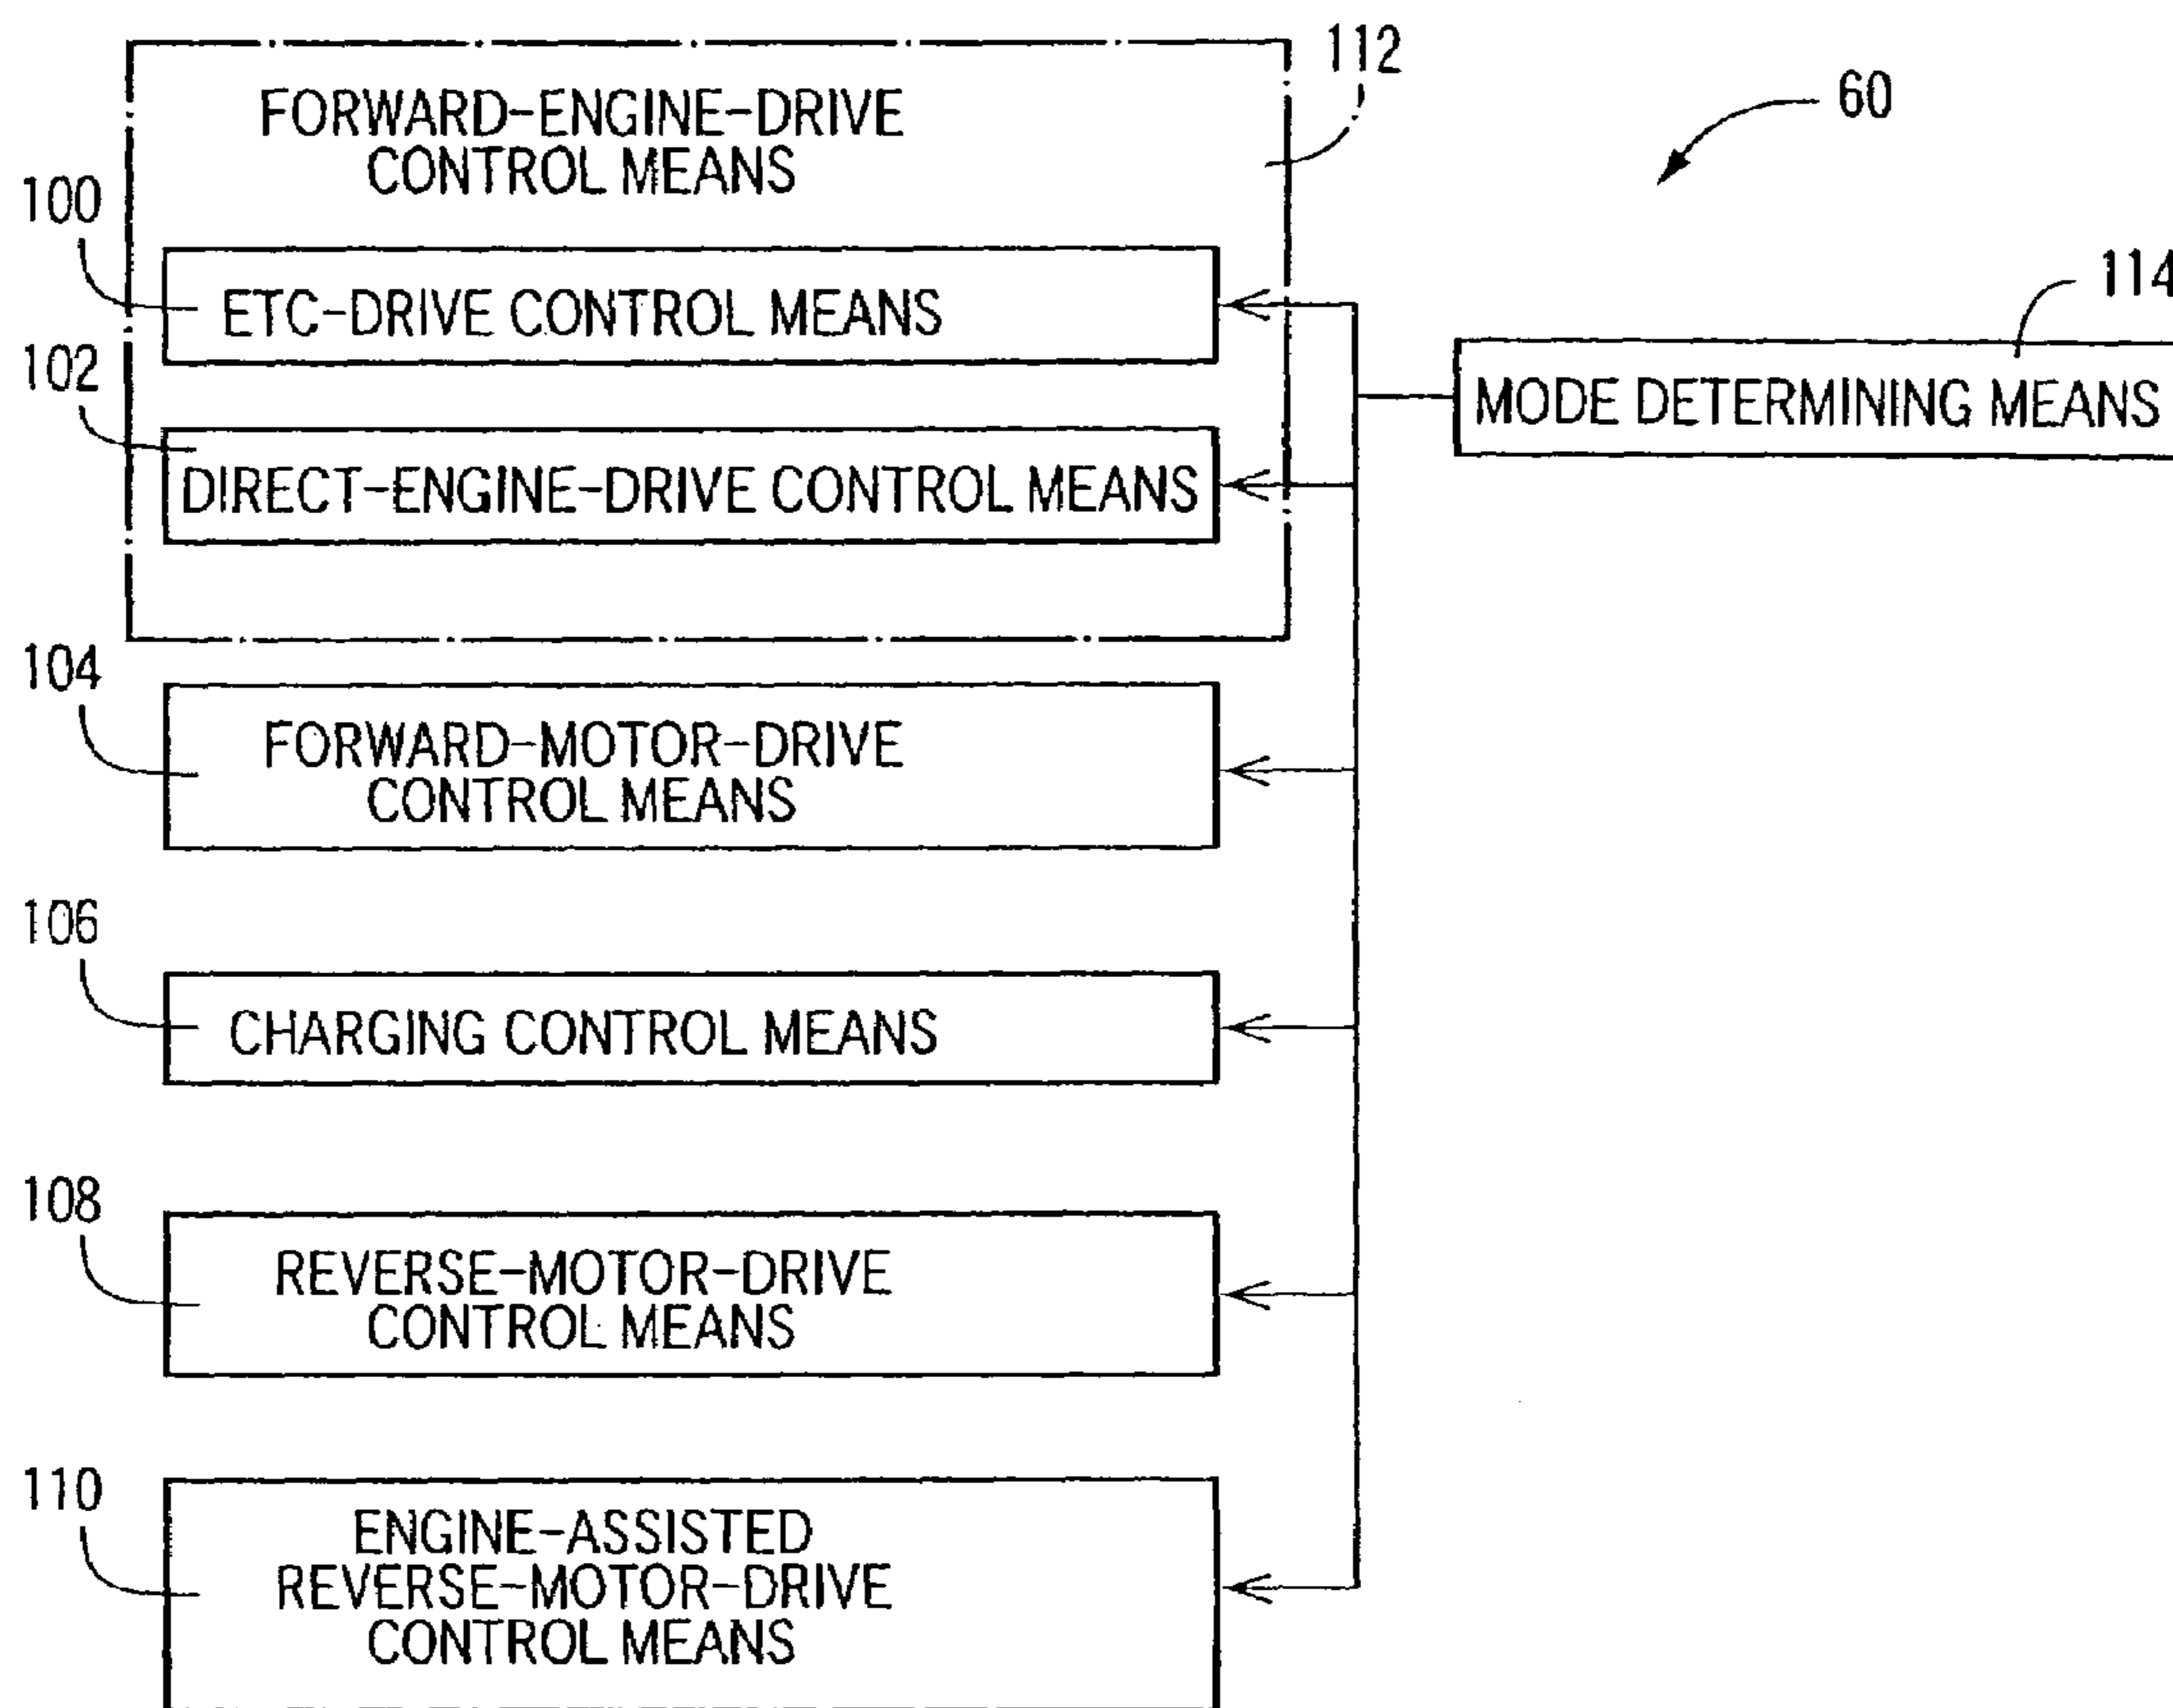 112
60
FORWARD-ENGINE-DRIVE
CONTROL MEANS
100
ETC-DRIVE CONTROL MEANS
114
MODE DETERMINING MEANS
102
DIRECT-ENGINE-DRIVE CONTROL MEANS
104
FORWARD-MOTOR-DRIVE
CONTROL MEANS
106
CHARGING CONTROL MEANS
108
REVERSE-MOTOR-DRIVE
CONTROL MEANS
110
ENGINE-ASSISTED
REVERSE-MOTOR-DRIVE
CONTROL MEANS